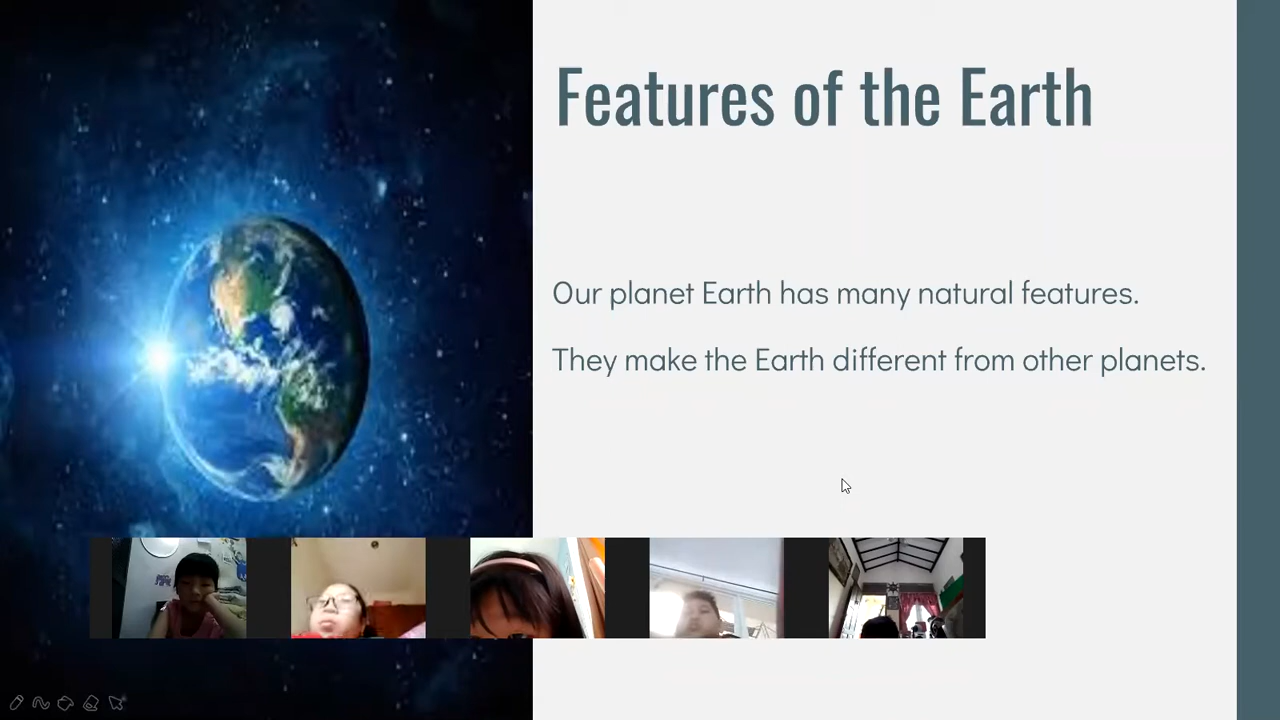 Features of the Earth
Our planet Earth has many natural features.
They make the Earth different from other planets.